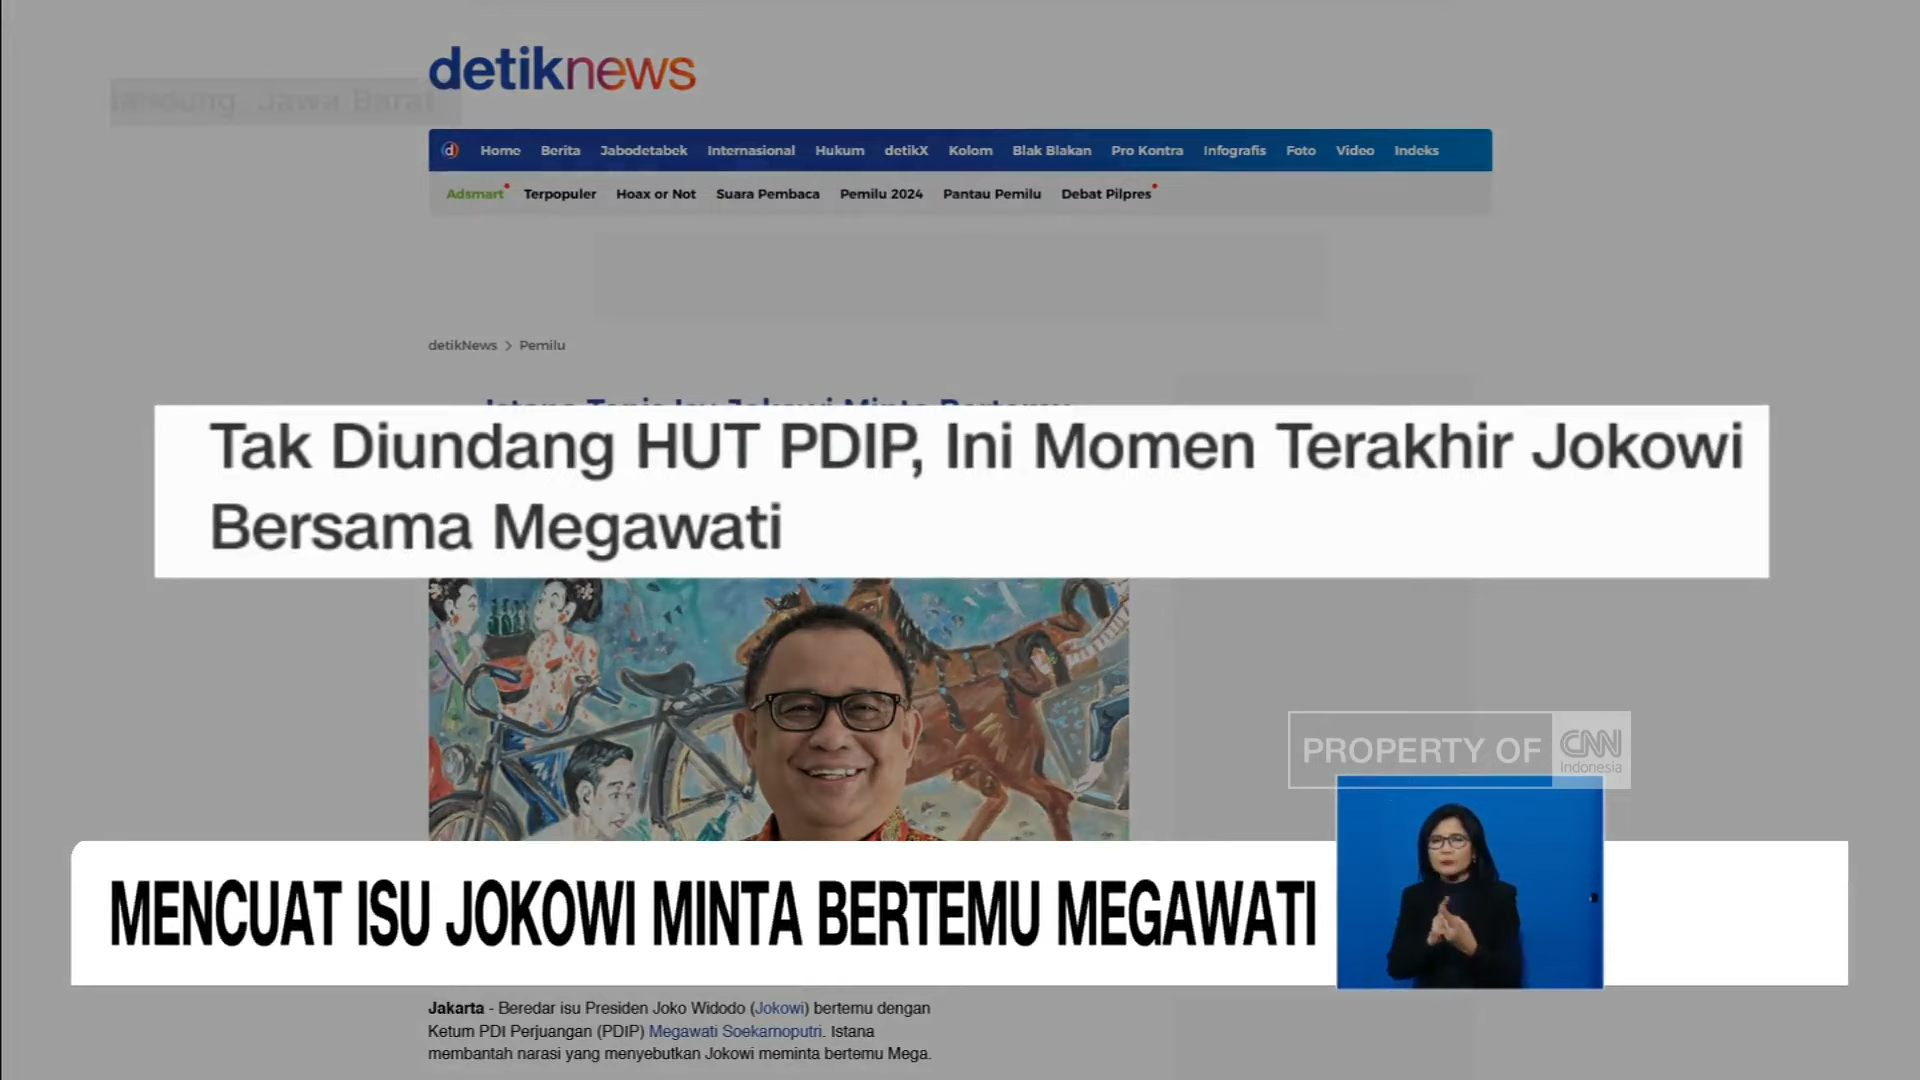 detiknews
Bandung, Jawa Barat
d Home Berita Jabodetabek Internasional Hukum detikX Kolom Blak Blakan Pro Kontra Infografis Foto Video Indeks
Adsmart Terpopuler Hoax or Not Suara Pembaca Pemilu 2024 Pantau Pemilu Debat Pilpres
detikNews > Pemilu
Tak Diundang HUT PDIP, Ini Momen Terakhir Jokowi
Bersama Megawati
PROPERTY OF CNN
Indonesia
MENCUAT ISU JOKOWI MINTA BERTEMU MEGAWATI
Jakarta - Beredar isu Presiden Joko Widodo (Jokowi) bertemu dengan
Ketum PDI Perjuangan (PDIP) Megawati Soekarnoputri. Istana
membantah narasi yang menyebutkan Jokowi meminta bertemu Mega.